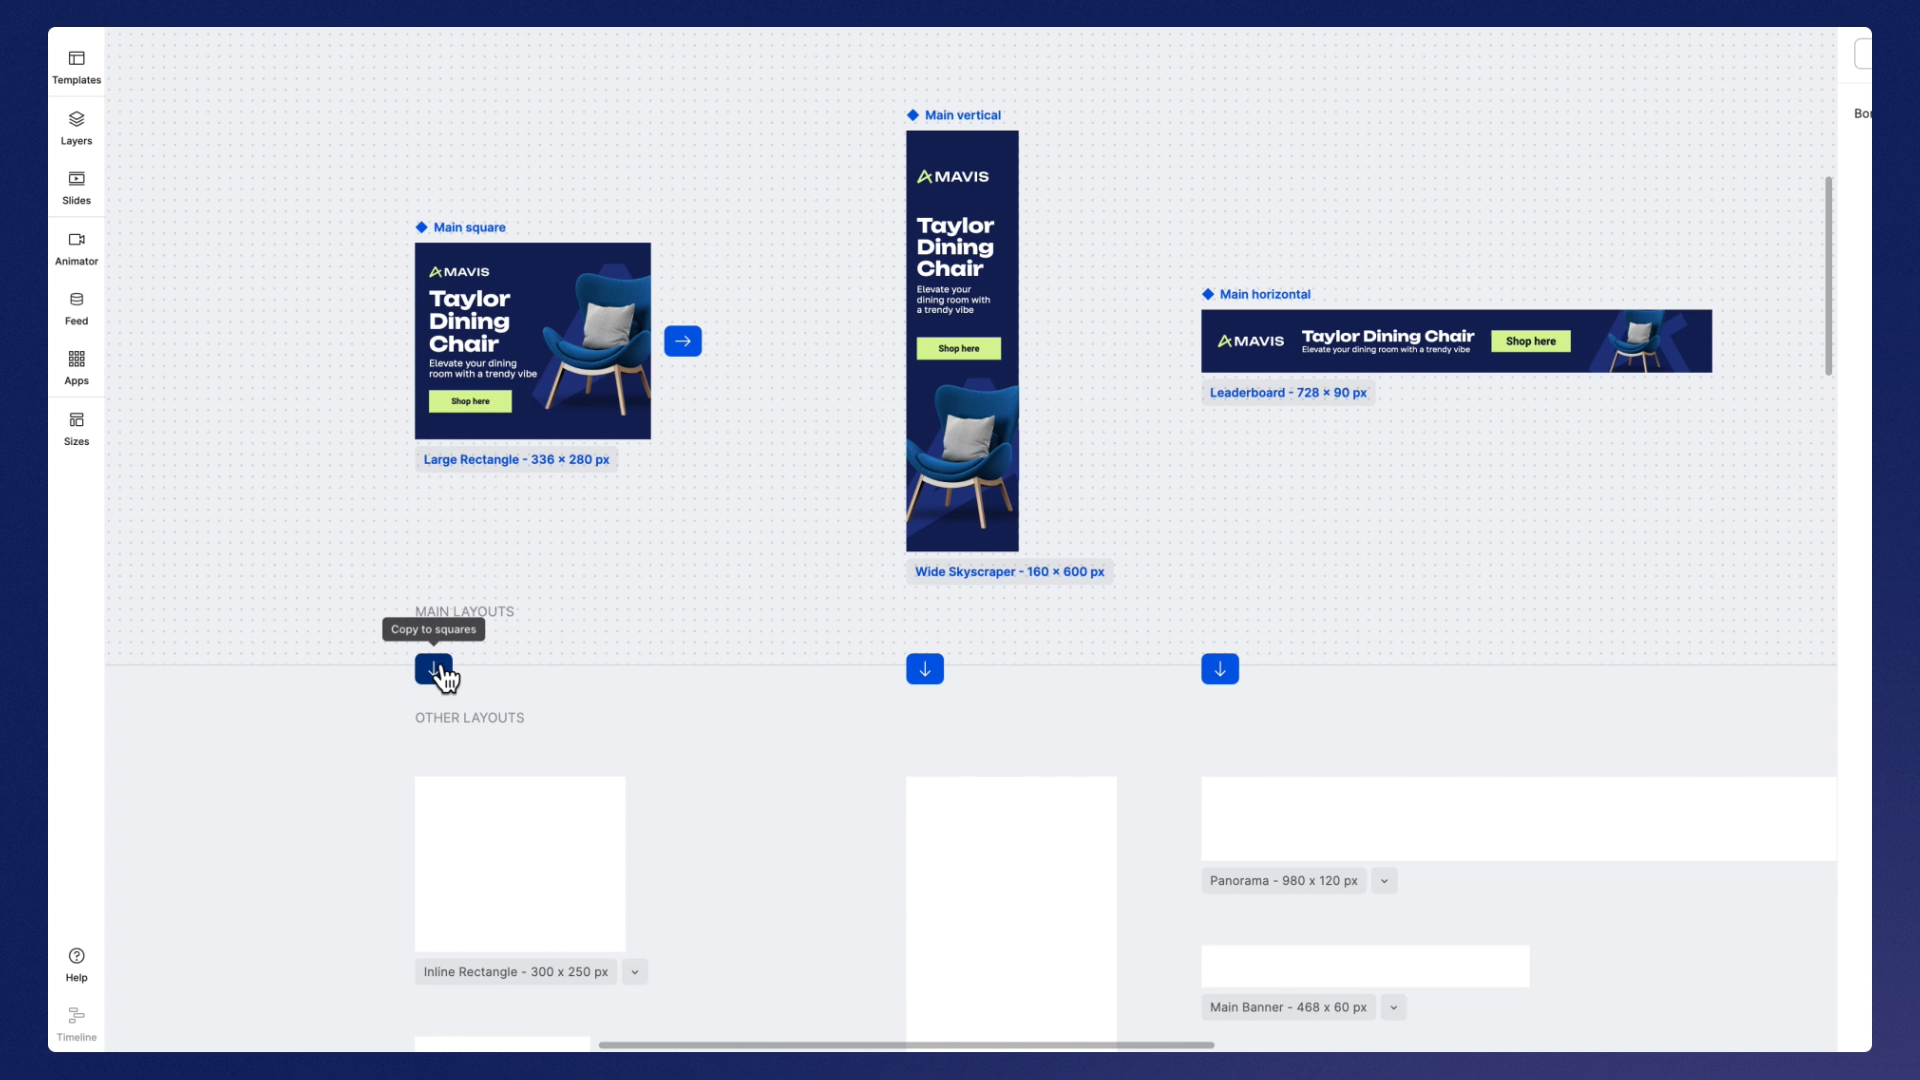 Templates
Layers
Slides
Animator
Feed
Apps
Sizes
Help
Timeline
Main square
MAVIS
Taylor
Dining
Chair
Elevate your dining
room with a trendy vibe
Shop here
Large Rectangle - 336 × 280 px
Main vertical
MAVIS
Taylor
Dining
Chair
Elevate your
dining room with
a trendy vibe
Shop here
Wide Skyscraper - 160 × 600 px
Main horizontal
MAVIS
Taylor Dining Chair
Elevate your dining room with a trendy vibe
Shop here
Leaderboard - 728 × 90 px
MAIN LAYOUTS
Copy to squares
OTHER LAYOUTS
Inline Rectangle - 300 x 250 px
Panorama - 980 x 120 px
Main Banner - 468 x 60 px